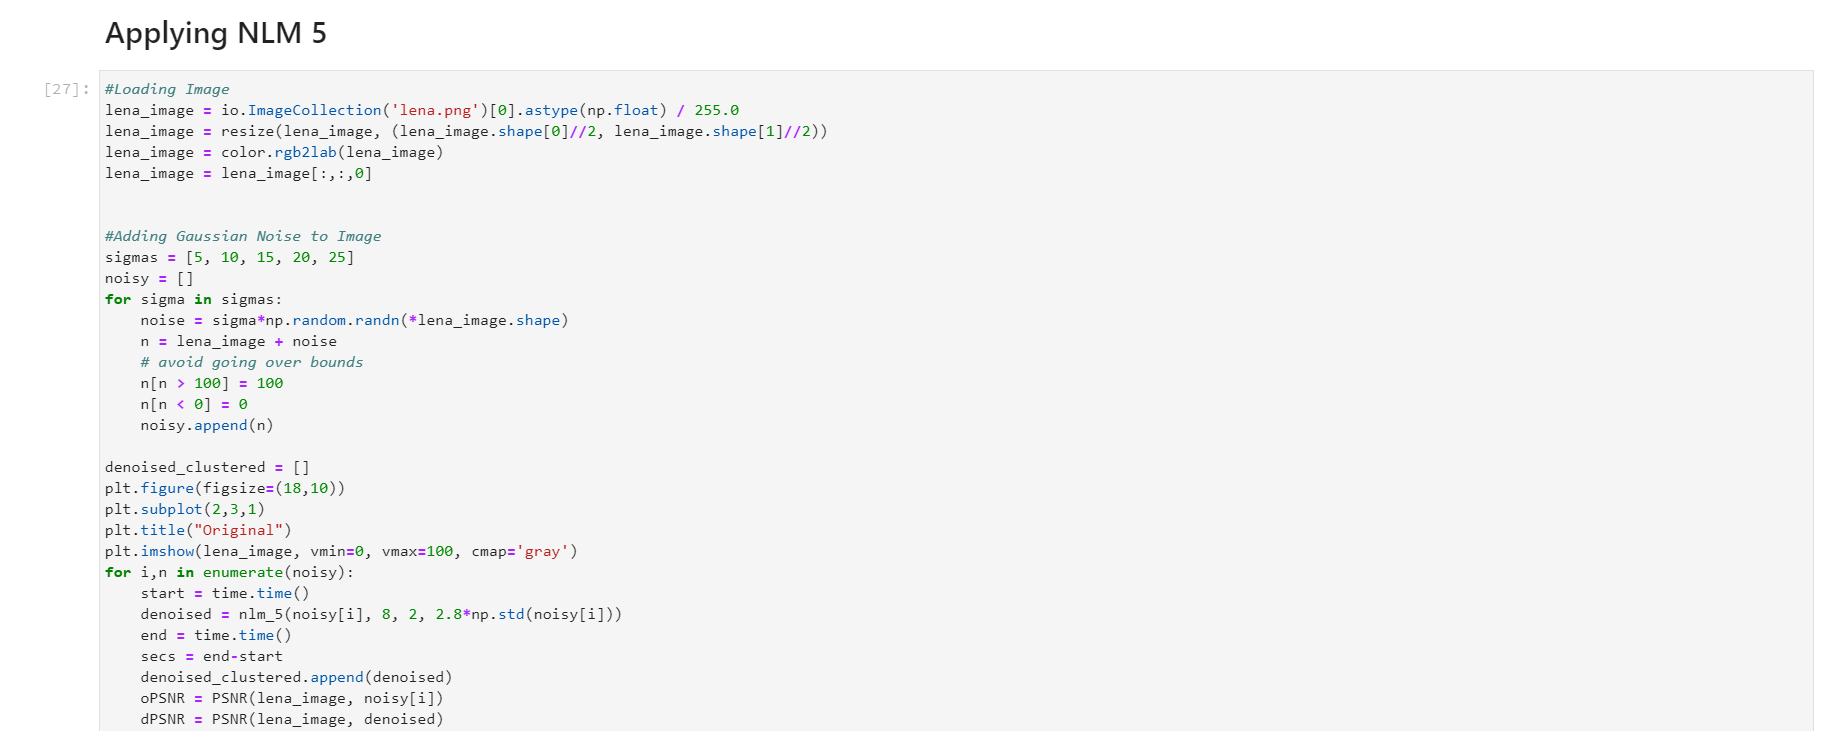 Applying NLM 5
[27]:
#Loading Image
lena_image = io.ImageCollection('lena.png')[0].astype(np.float) / 255.0
lena_image = resize(lena_image, (lena_image.shape[0]//2, lena_image.shape[1]//2))
lena_image = color.rgb2lab(lena_image)
lena_image = lena_image[:,:,0]
#Adding Gaussian Noise to Image
sigmas = [5, 10, 15, 20, 25]
noisy = []
for sigma in sigmas:
    noise = sigma*np.random.randn(*lena_image.shape)
    n = lena_image + noise
    # avoid going over bounds
    n[n > 100] = 100
    n[n < 0] = 0
    noisy.append(n)
denoised_clustered = []
plt.figure(figsize=(18,10))
plt.subplot(2,3,1)
plt.title("Original")
plt.imshow(lena_image, vmin=0, vmax=100, cmap='gray')
for i,n in enumerate(noisy):
    start = time.time()
    denoised = nlm_5(noisy[i], 8, 2, 2.8*np.std(noisy[i]))
    end = time.time()
    secs = end-start
    denoised_clustered.append(denoised)
    oPSNR = PSNR(lena_image, noisy[i])
    dPSNR = PSNR(lena_image, denoised)